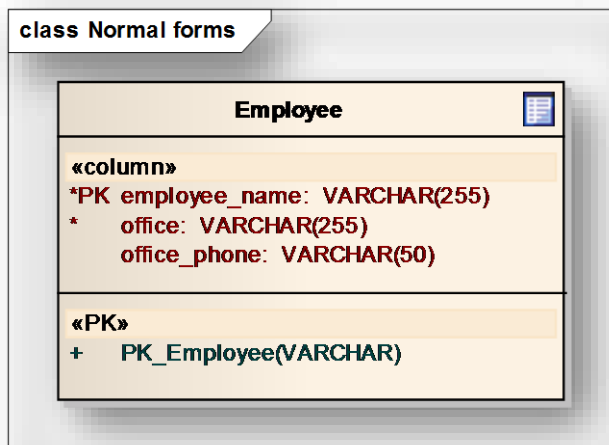 class Normal forms
Employee
«column»
*PK employee_name: VARCHAR(255)
* office: VARCHAR(255)
office_phone: VARCHAR(50)
«PK»
+ PK_Employee(VARCHAR)